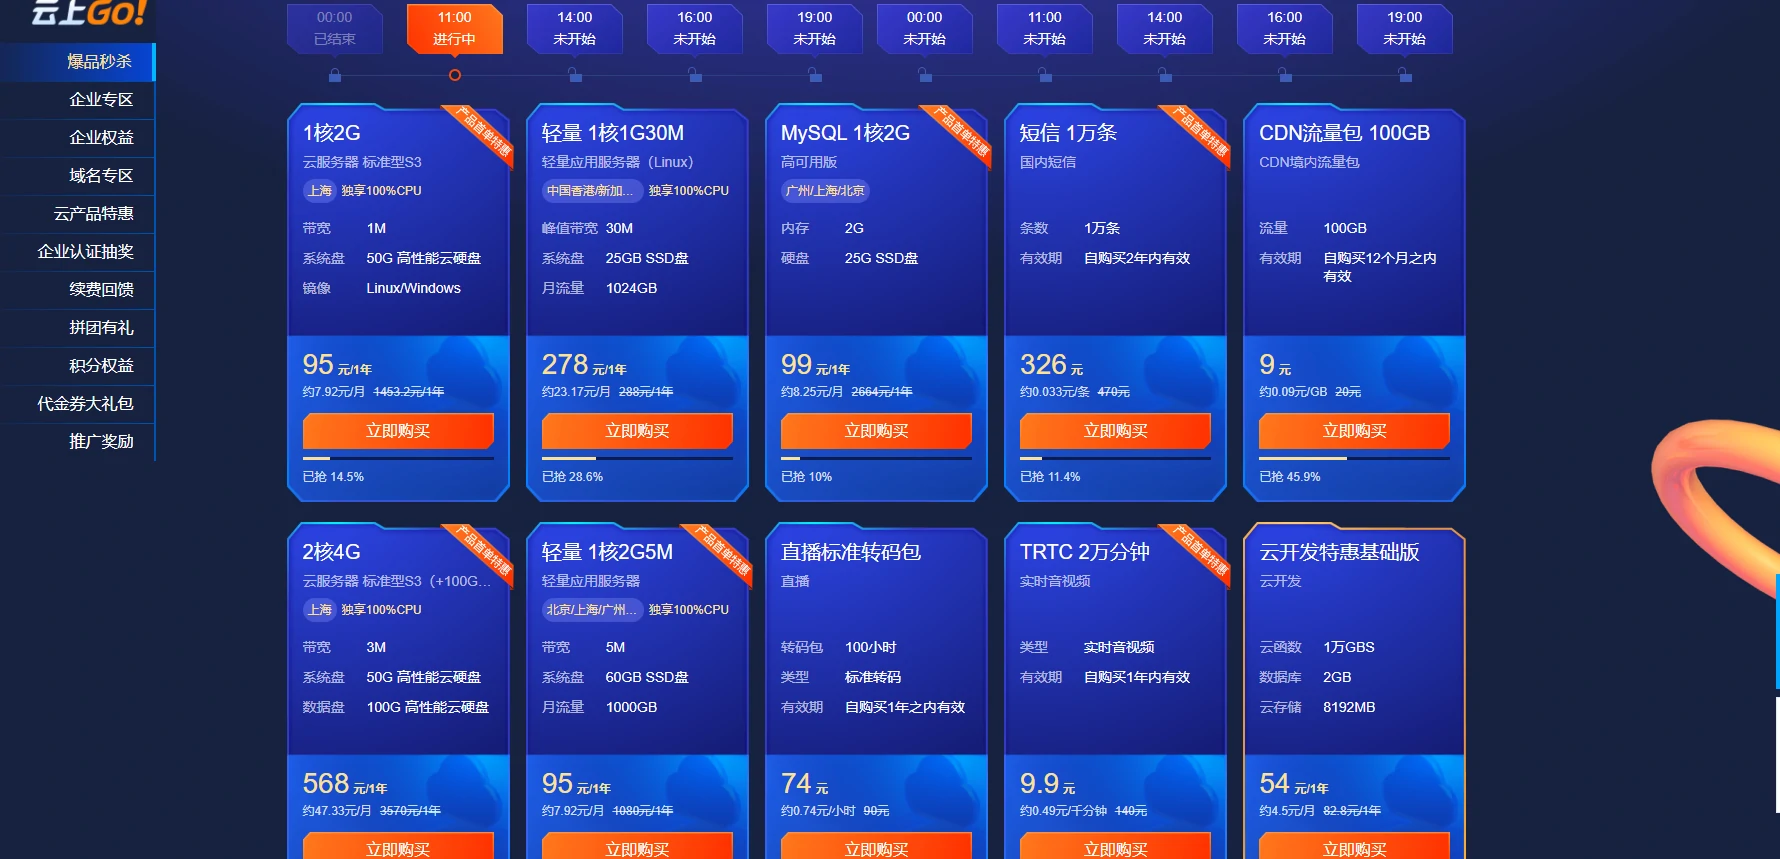 云上GO!
00:00
已结束
11:00
进行中
14:00
未开始
16:00
未开始
19:00
未开始
00:00
未开始
11:00
未开始
14:00
未开始
16:00
未开始
19:00
未开始
爆品秒杀
企业专区
企业权益
域名专区
云产品特惠
企业认证抽奖
续费回馈
拼团有礼
积分权益
代金券大礼包
推广奖励
1核2G
产品首单特惠
云服务器 标准型S3
上海 独享100%CPU
带宽 1M
系统盘 50G 高性能云硬盘
镜像 Linux/Windows
95 元/1年
约7.92元/月 1453.2元/1年
立即购买
已抢 14.5%
轻量 1核1G30M
轻量应用服务器（Linux）
中国香港/新加... 独享100%CPU
峰值带宽 30M
系统盘 25GB SSD盘
月流量 1024GB
278 元/1年
约23.17元/月 288元/1年
立即购买
已抢 28.6%
MySQL 1核2G
产品首单特惠
高可用版
广州/上海/北京
内存 2G
硬盘 25G SSD盘
99 元/1年
约8.25元/月 2664元/1年
立即购买
已抢 10%
短信 1万条
产品首单特惠
国内短信
条数 1万条
有效期 自购买2年内有效
326 元
约0.033元/条 470元
立即购买
已抢 11.4%
CDN流量包 100GB
CDN境内流量包
流量 100GB
有效期 自购买12个月之内
有效
9 元
约0.09元/GB 20元
立即购买
已抢 45.9%
2核4G
产品首单特惠
云服务器 标准型S3（+100G...
上海 独享100%CPU
带宽 3M
系统盘 50G 高性能云硬盘
数据盘 100G 高性能云硬盘
568 元/1年
约47.33元/月 3570元/1年
立即购买
轻量 1核2G5M
产品首单特惠
轻量应用服务器
北京/上海/广州... 独享100%CPU
带宽 5M
系统盘 60GB SSD盘
月流量 1000GB
95 元/1年
约7.92元/月 1080元/1年
立即购买
直播标准转码包
直播
转码包 100小时
类型 标准转码
有效期 自购买1年之内有效
74 元
约0.74元/小时 90元
立即购买
TRTC 2万分钟
产品首单特惠
实时音视频
类型 实时音视频
有效期 自购买1年内有效
9.9 元
约0.49元/千分钟 140元
立即购买
云开发特惠基础版
云开发
云函数 1万GBS
数据库 2GB
云存储 8192MB
54 元/1年
约4.5元/月 82.8元/1年
立即购买